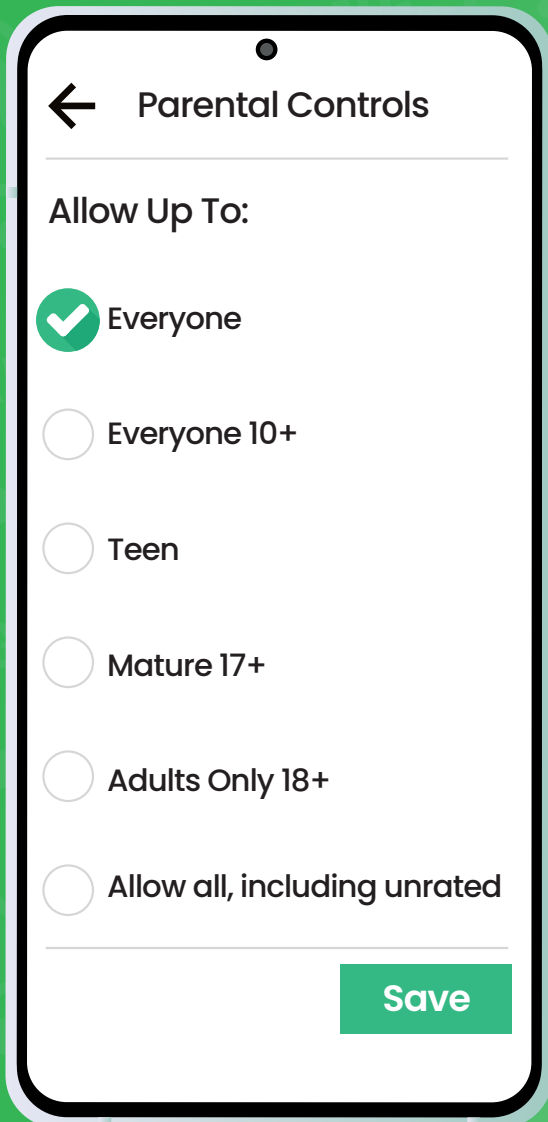 Parental Controls
Allow Up To:
Everyone
Everyone 10+
Teen
Mature 17+
Adults Only 18+
Allow all, including unrated
Save